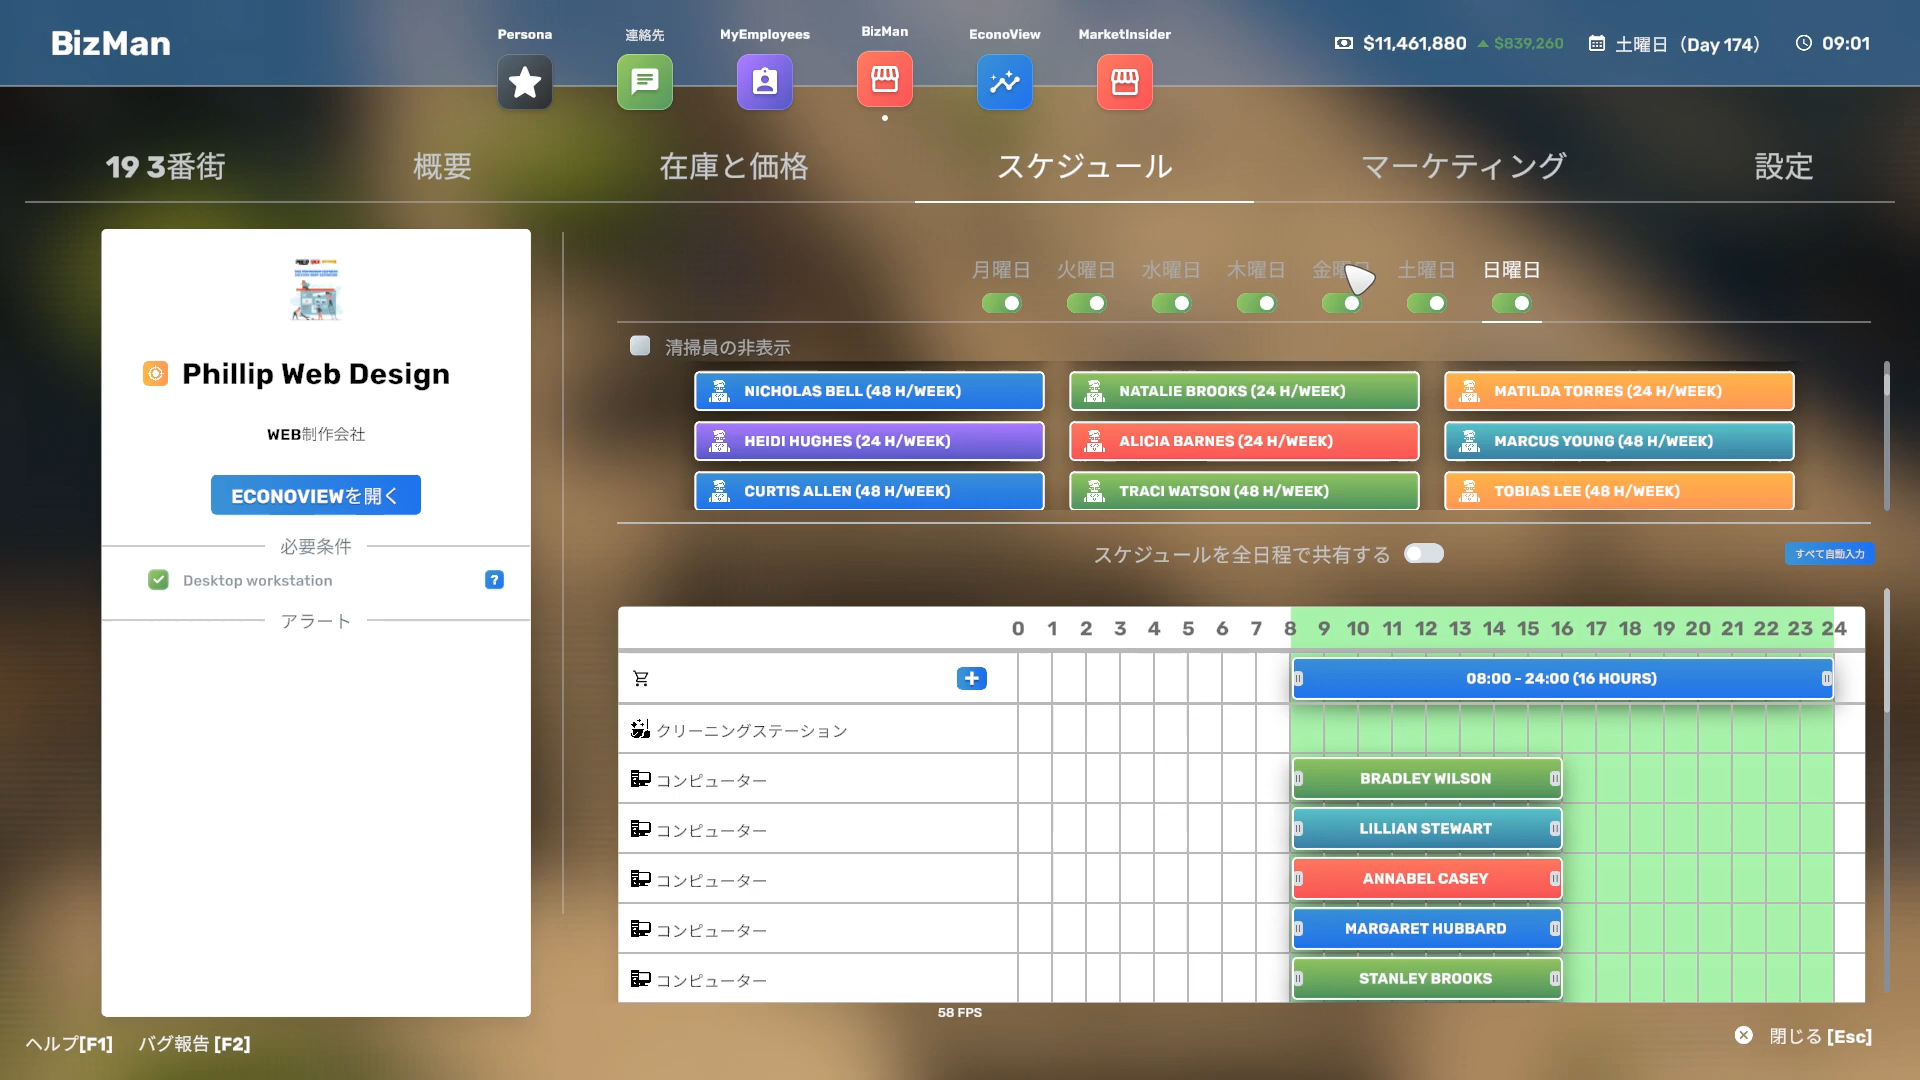 BizMan
Persona
連絡先
MyEmployees
BizMan
EconoView
MarketInsider
$11,461,880
$839,260
土曜日 (Day 174)
09:01
19 3番街
概要
在庫と価格
スケジュール
マーケティング
設定
Phillip Web Design
WEB制作会社
ECONOVIEWを開く
必要条件
Desktop workstation
?
アラート
月曜日
火曜日
水曜日
木曜日
土曜日
日曜日
清掃員の非表示
NICHOLAS BELL (48 H/WEEK)
NATALIE BROOKS (24 H/WEEK)
MATILDA TORRES (24 H/WEEK)
HEIDI HUGHES (24 H/WEEK)
ALICIA BARNES (24 H/WEEK)
MARCUS YOUNG (48 H/WEEK)
CURTIS ALLEN (48 H/WEEK)
TRACI WATSON (48 H/WEEK)
TOBIAS LEE (48 H/WEEK)
スケジュールを全日程で共有する
すべて自動入力
0 1 2 3 4 5 6 7 8 9 10 11 12 13 14 15 16 17 18 19 20 21 22 23 24
08:00 - 24:00 (16 HOURS)
クリーニングステーション
コンピューター
BRADLEY WILSON
コンピューター
LILLIAN STEWART
コンピューター
ANNABEL CASEY
コンピューター
MARGARET HUBBARD
コンピューター
STANLEY BROOKS
58 FPS
ヘルプ[F1]
バグ報告 [F2]
閉じる [Esc]